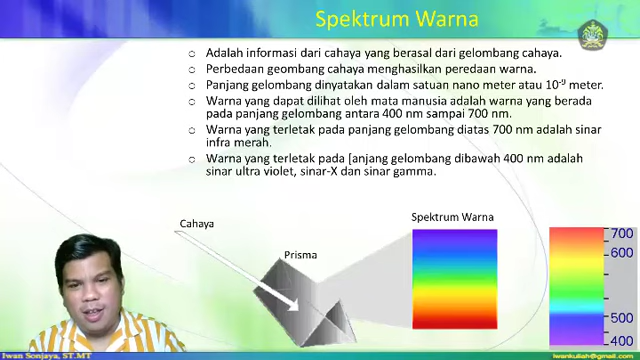 Spektrum Warna
Adalah informasi dari cahaya yang berasal dari gelombang cahaya.
Perbedaan geombang cahaya menghasilkan peredaan warna.
Panjang gelombang dinyatakan dalam satuan nano meter atau 10⁻⁹ meter.
Warna yang dapat dilihat oleh mata manusia adalah warna yang berada
pada panjang gelombang antara 400 nm sampai 700 nm.
Warna yang terletak pada panjang gelombang diatas 700 nm adalah sinar
infra merah.
Warna yang terletak pada [anjang gelombang dibawah 400 nm adalah
sinar ultra violet, sinar-X dan sinar gamma.
Cahaya
Prisma
Spektrum Warna
700
600
500
400
Iwan Sonjaya, ST.MT
iwankuliah@gmail.com